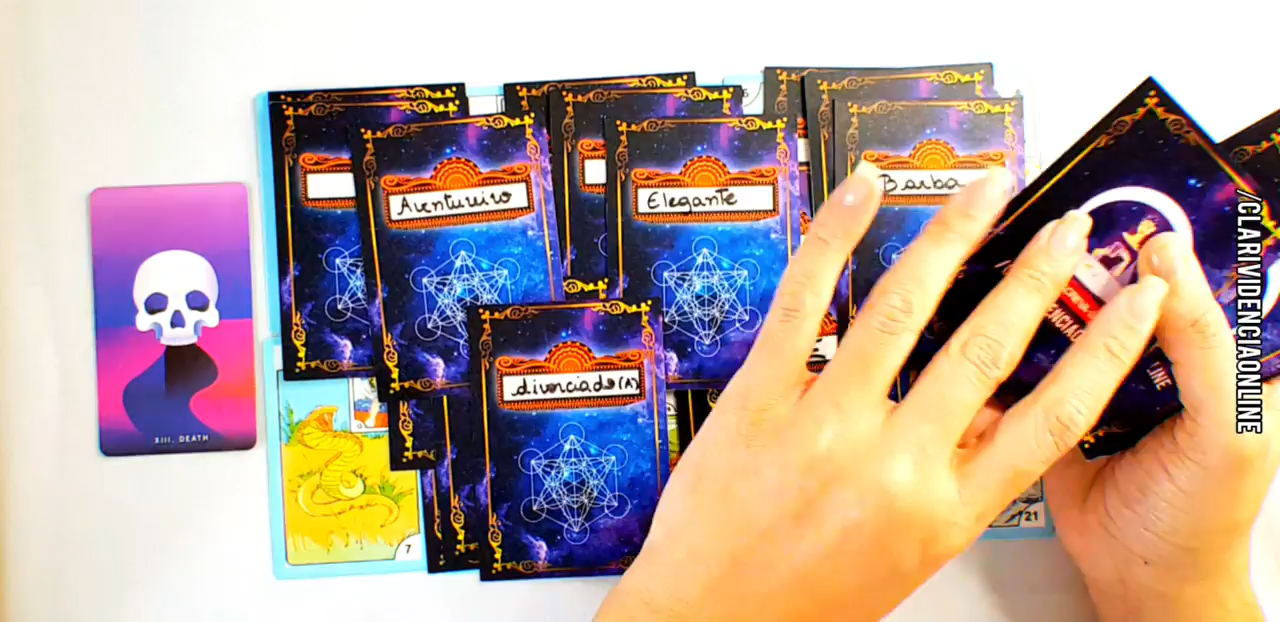 Aventureiro
Elegante
Barba
divorciado(A)
XIII. DEATH
7
21
/CLARIVIDENCIAONLINE